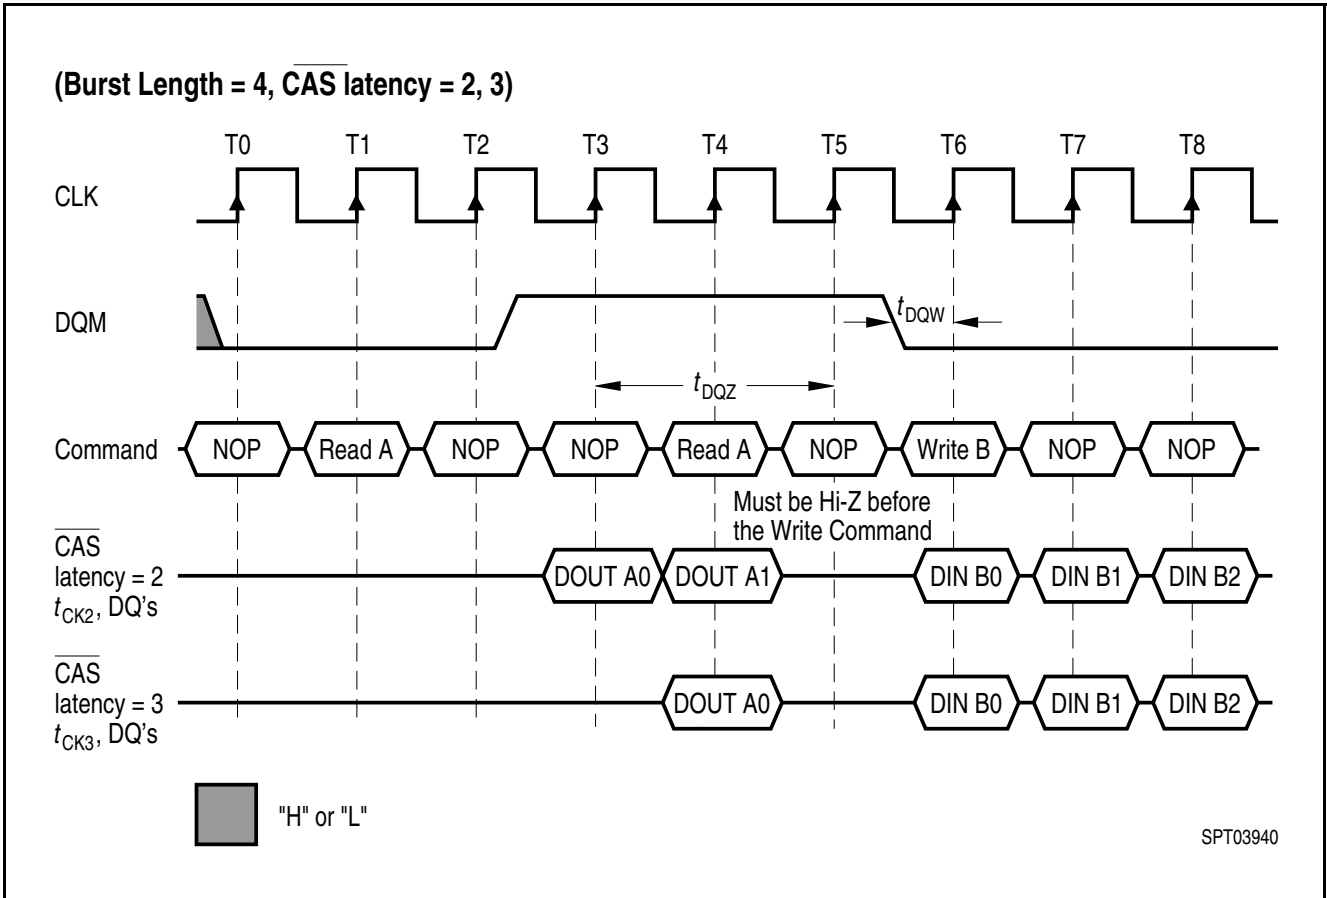 (Burst Length = 4, CAS latency = 2, 3)
T0 T1 T2 T3 T4 T5 T6 T7 T8
CLK
DQM
tDQW
tDQZ
Command NOP Read A NOP NOP Read A NOP Write B NOP NOP
Must be Hi-Z before
the Write Command
CAS
latency = 2
tCK2, DQ's
DOUT A0 DOUT A1 DIN B0 DIN B1 DIN B2
CAS
latency = 3
tCK3, DQ's
DOUT A0 DIN B0 DIN B1 DIN B2
"H" or "L"
SPT03940